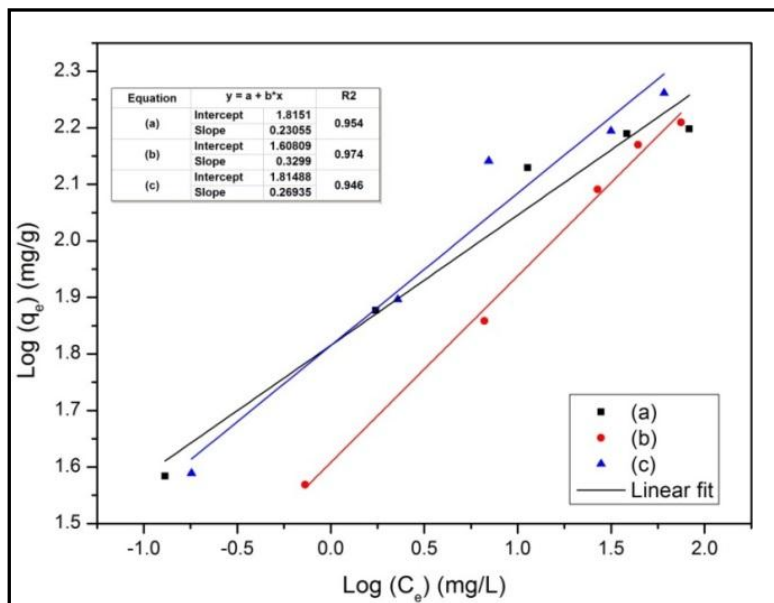 2.3
2.2
2.1
2.0
1.9
1.8
1.7
1.6
1.5
Log (qe) (mg/g)
Equation y = a + b*x R2
(a) Intercept 1.8151 0.954
Slope 0.23055
(b) Intercept 1.60809 0.974
Slope 0.3299
(c) Intercept 1.81488 0.946
Slope 0.26935
(a)
(b)
(c)
Linear fit
-1.0 -0.5 0.0 0.5 1.0 1.5 2.0
Log (Ce) (mg/L)